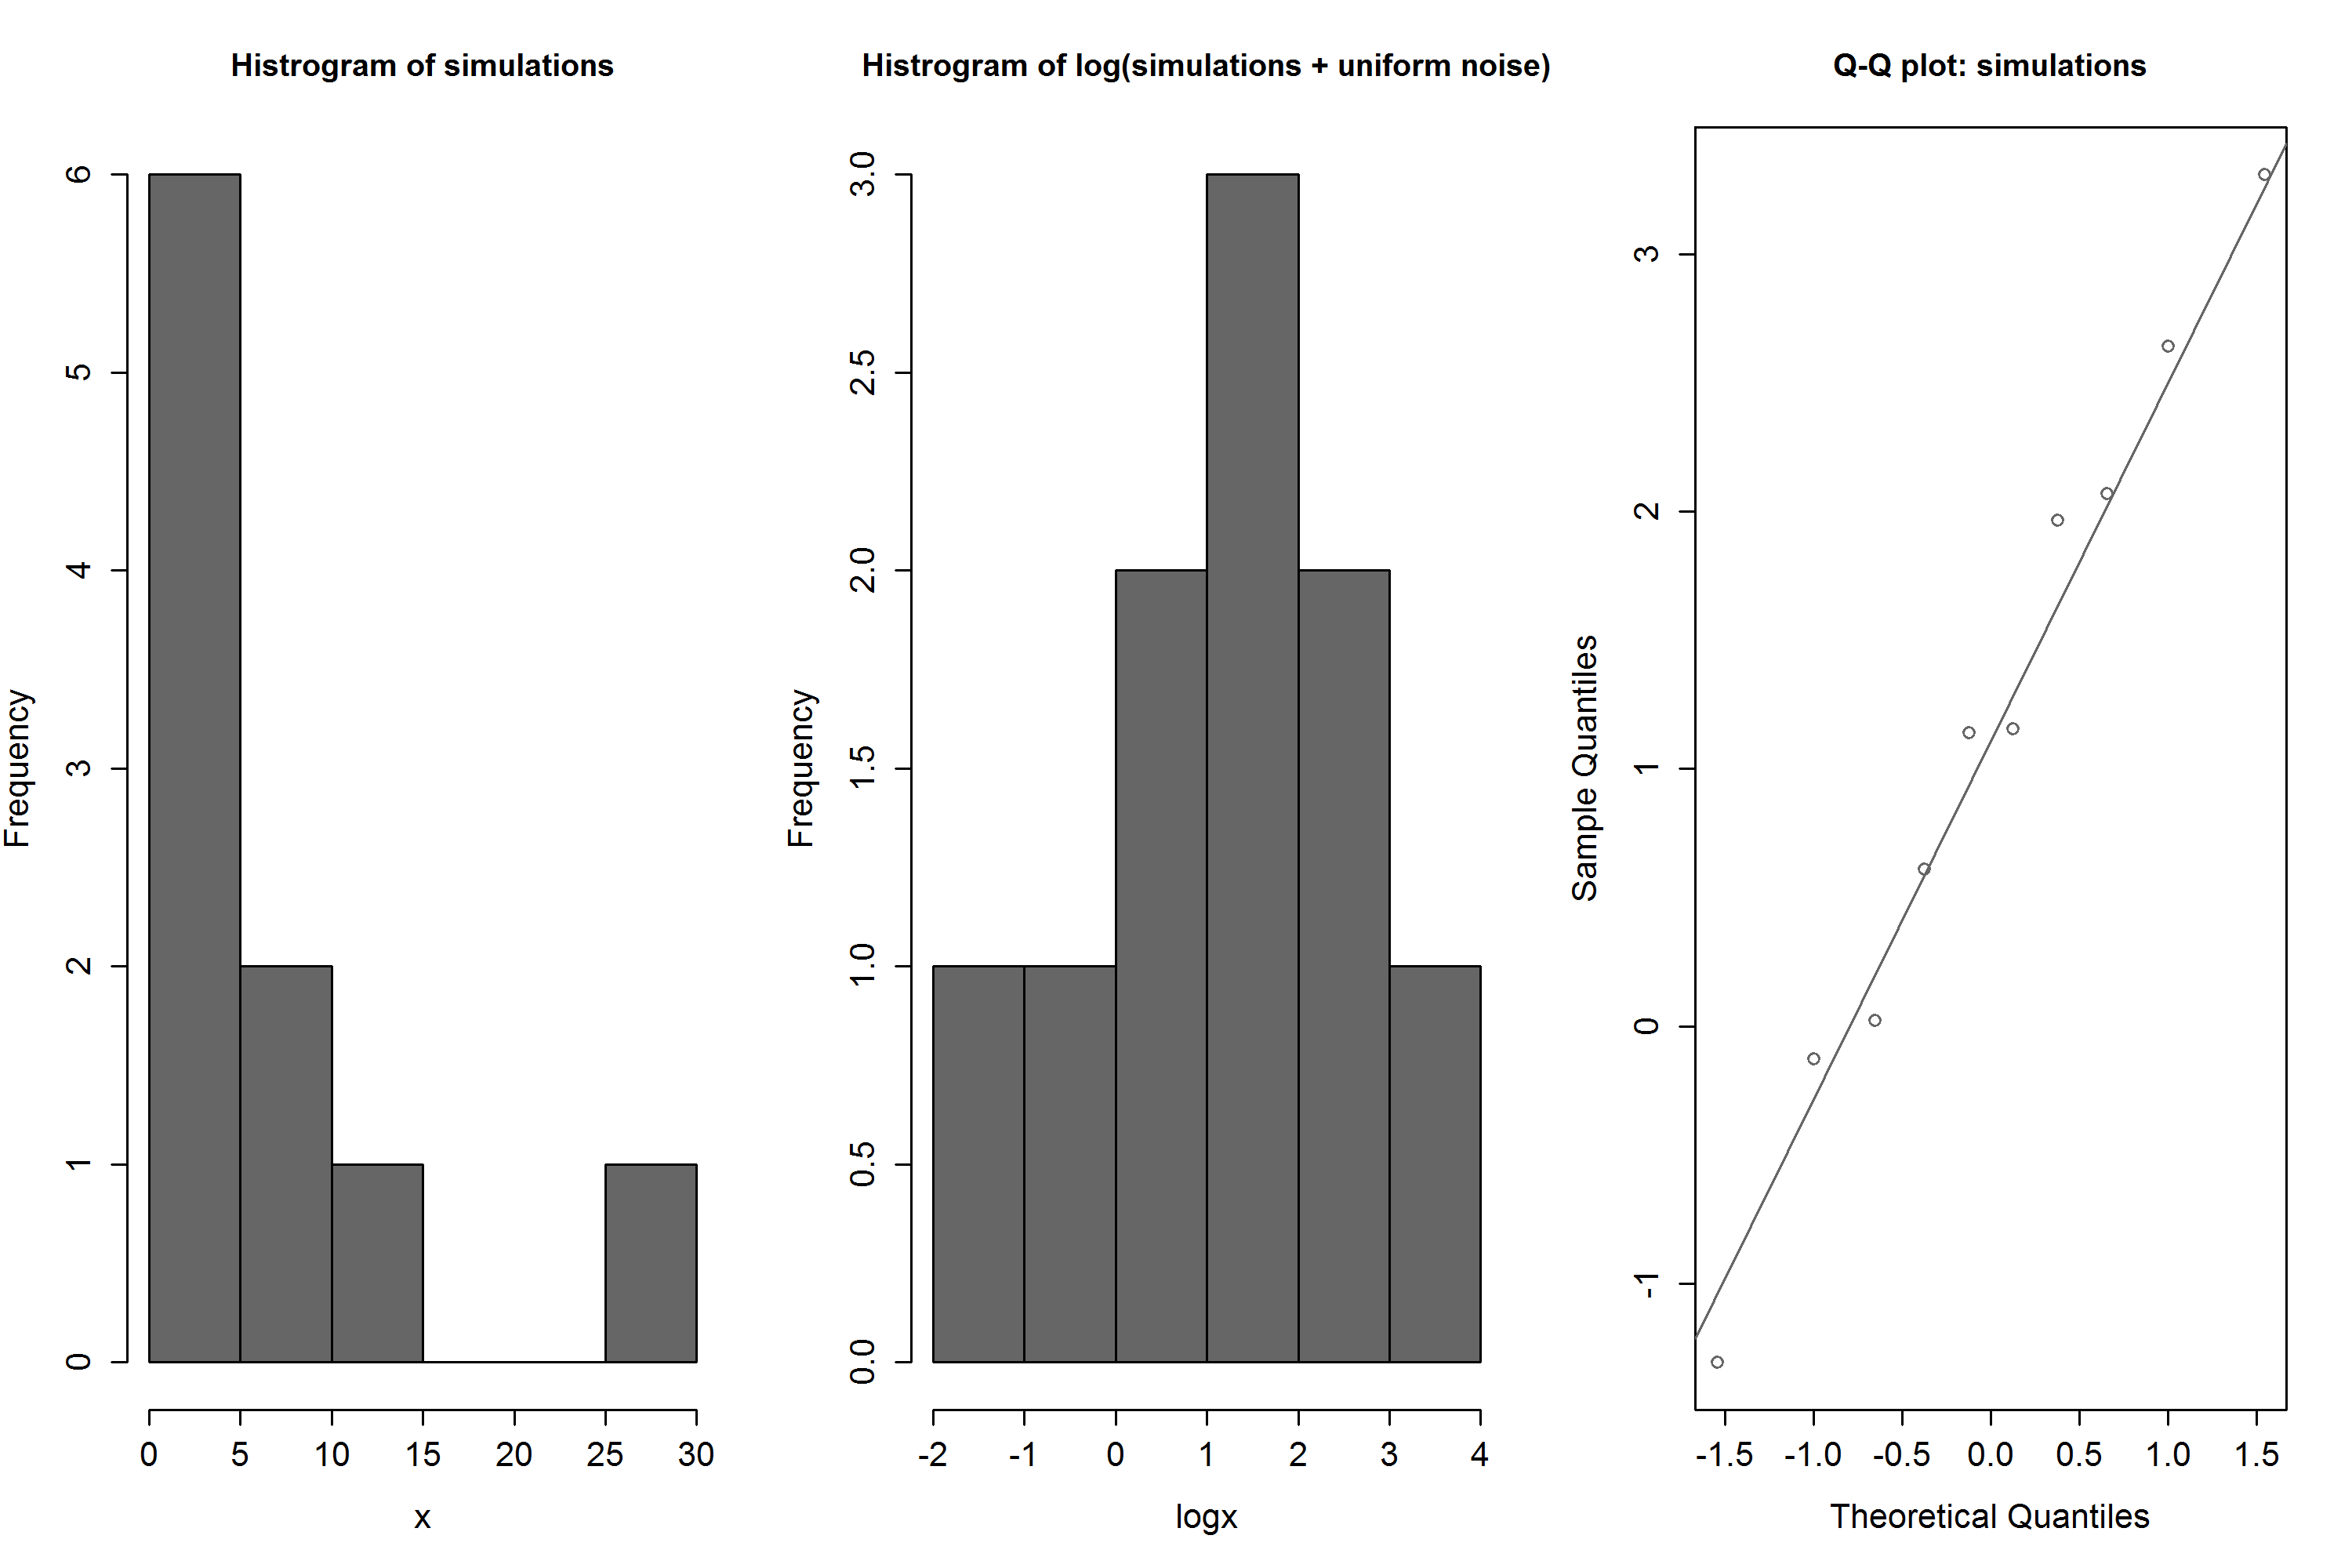 Histrogram of simulations
Frequency
6
5
4
3
2
1
0
0 5 10 15 20 25 30
x
Histrogram of log(simulations + uniform noise)
Frequency
3.0
2.5
2.0
1.5
1.0
0.5
0.0
-2 -1 0 1 2 3 4
logx
Q-Q plot: simulations
Sample Quantiles
3
2
1
0
-1
-1.5 -1.0 -0.5 0.0 0.5 1.0 1.5
Theoretical Quantiles